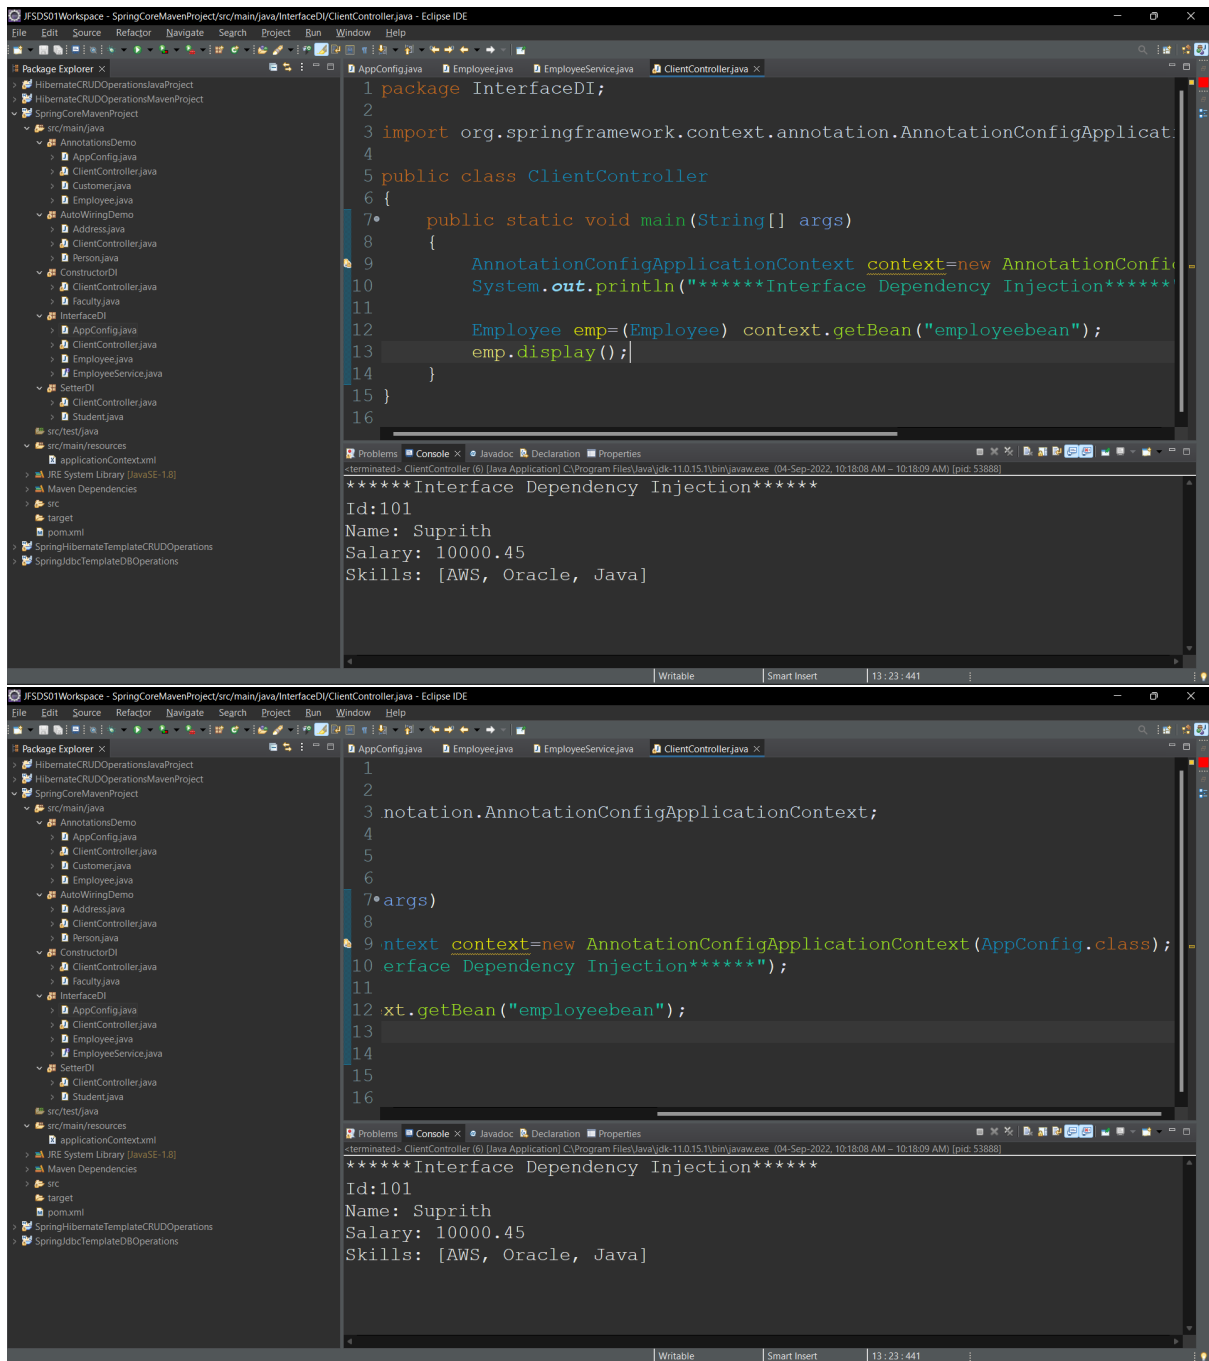 JFSDS01Workspace - SpringCoreMavenProject/src/main/java/InterfaceDI/ClientController.java - Eclipse IDE
File Edit Source Refactor Navigate Search Project Run Window Help
Package Explorer
HibernateCRUDOperationsJavaProject
HibernateCRUDOperationsMavenProject
SpringCoreMavenProject
src/main/java
AnnotationsDemo
AppConfig.java
ClientController.java
Customer.java
Employee.java
AutoWiringDemo
Address.java
ClientController.java
Person.java
ConstructorDI
ClientController.java
Faculty.java
InterfaceDI
AppConfig.java
ClientController.java
Employee.java
EmployeeService.java
SetterDI
ClientController.java
Student.java
src/test/java
src/main/resources
applicationContext.xml
JRE System Library [JavaSE-1.8]
Maven Dependencies
src
target
pom.xml
SpringHibernateTemplateCRUDOperations
SpringJdbcTemplateDBOperations
AppConfig.java Employee.java EmployeeService.java ClientController.java
1 package InterfaceDI;
2
3 import org.springframework.context.annotation.AnnotationConfigApplicat
4
5 public class ClientController
6 {
7 public static void main(String[] args)
8 {
9 AnnotationConfigApplicationContext context=new AnnotationConfi
10 System.out.println("******Interface Dependency Injection******"
11
12 Employee emp=(Employee) context.getBean("employeebean");
13 emp.display();
14 }
15 }
16
Problems Console Javadoc Declaration Properties
<terminated> ClientController (6) [Java Application] C:\Program Files\Java\jdk-11.0.15.1\bin\javaw.exe (04-Sep-2022, 10:18:08 AM – 10:18:09 AM) [pid: 53888]
******Interface Dependency Injection******
Id:101
Name: Suprith
Salary: 10000.45
Skills: [AWS, Oracle, Java]
Writable Smart Insert 13 : 23 : 441
JFSDS01Workspace - SpringCoreMavenProject/src/main/java/InterfaceDI/ClientController.java - Eclipse IDE
File Edit Source Refactor Navigate Search Project Run Window Help
Package Explorer
HibernateCRUDOperationsJavaProject
HibernateCRUDOperationsMavenProject
SpringCoreMavenProject
src/main/java
AnnotationsDemo
AppConfig.java
ClientController.java
Customer.java
Employee.java
AutoWiringDemo
Address.java
ClientController.java
Person.java
ConstructorDI
ClientController.java
Faculty.java
InterfaceDI
AppConfig.java
ClientController.java
Employee.java
EmployeeService.java
SetterDI
ClientController.java
Student.java
src/test/java
src/main/resources
applicationContext.xml
JRE System Library [JavaSE-1.8]
Maven Dependencies
src
target
pom.xml
SpringHibernateTemplateCRUDOperations
SpringJdbcTemplateDBOperations
AppConfig.java Employee.java EmployeeService.java ClientController.java
1
2
3 notation.AnnotationConfigApplicationContext;
4
5
6
7 args)
8
9 ntext context=new AnnotationConfigApplicationContext(AppConfig.class);
10 erface Dependency Injection******");
11
12 xt.getBean("employeebean");
13
14
15
16
Problems Console Javadoc Declaration Properties
<terminated> ClientController (6) [Java Application] C:\Program Files\Java\jdk-11.0.15.1\bin\javaw.exe (04-Sep-2022, 10:18:08 AM – 10:18:09 AM) [pid: 53888]
******Interface Dependency Injection******
Id:101
Name: Suprith
Salary: 10000.45
Skills: [AWS, Oracle, Java]
Writable Smart Insert 13 : 23 : 441